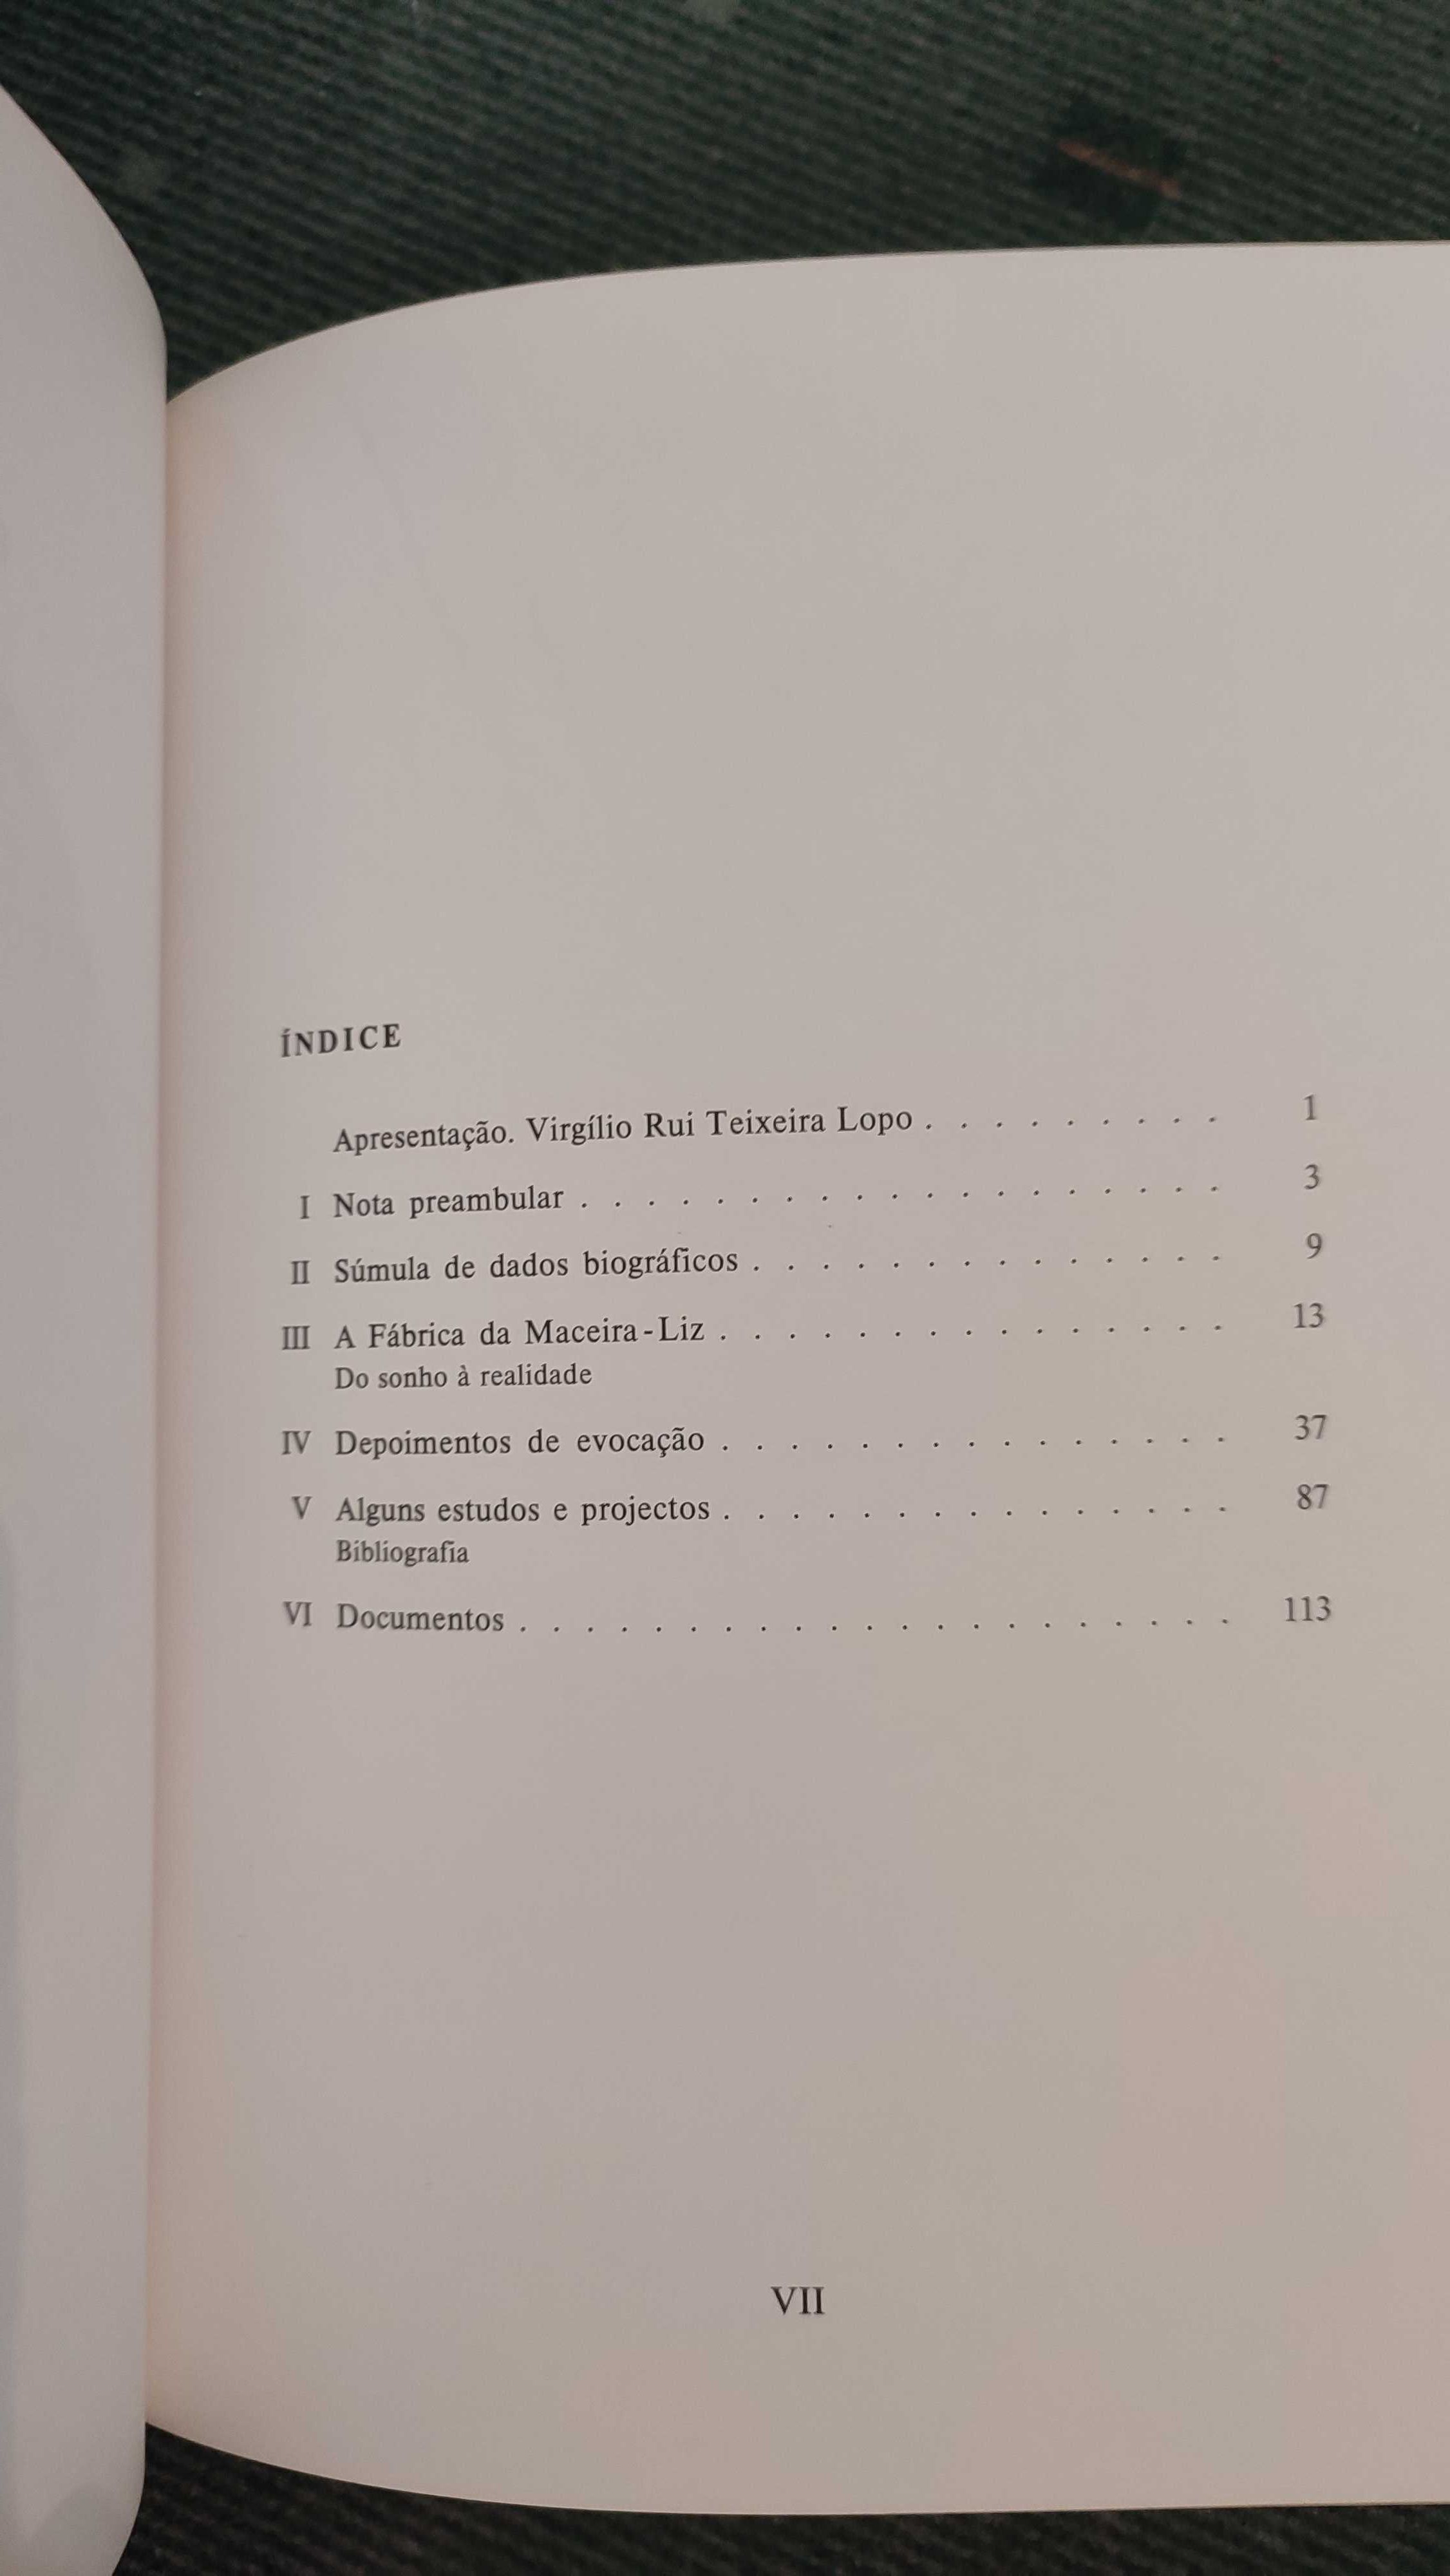 ÍNDICE
Apresentação. Virgílio Rui Teixeira Lopo . . . . . . . . . 1
I Nota preambular . . . . . . . . . . . . . . . . . . . 3
II Súmula de dados biográficos . . . . . . . . . . . . . . 9
III A Fábrica da Maceira-Liz . . . . . . . . . . . . . . . 13
Do sonho à realidade
IV Depoimentos de evocação . . . . . . . . . . . . . . . 37
V Alguns estudos e projectos . . . . . . . . . . . . . . . 87
Bibliografia
VI Documentos . . . . . . . . . . . . . . . . . . . . . 113
VII